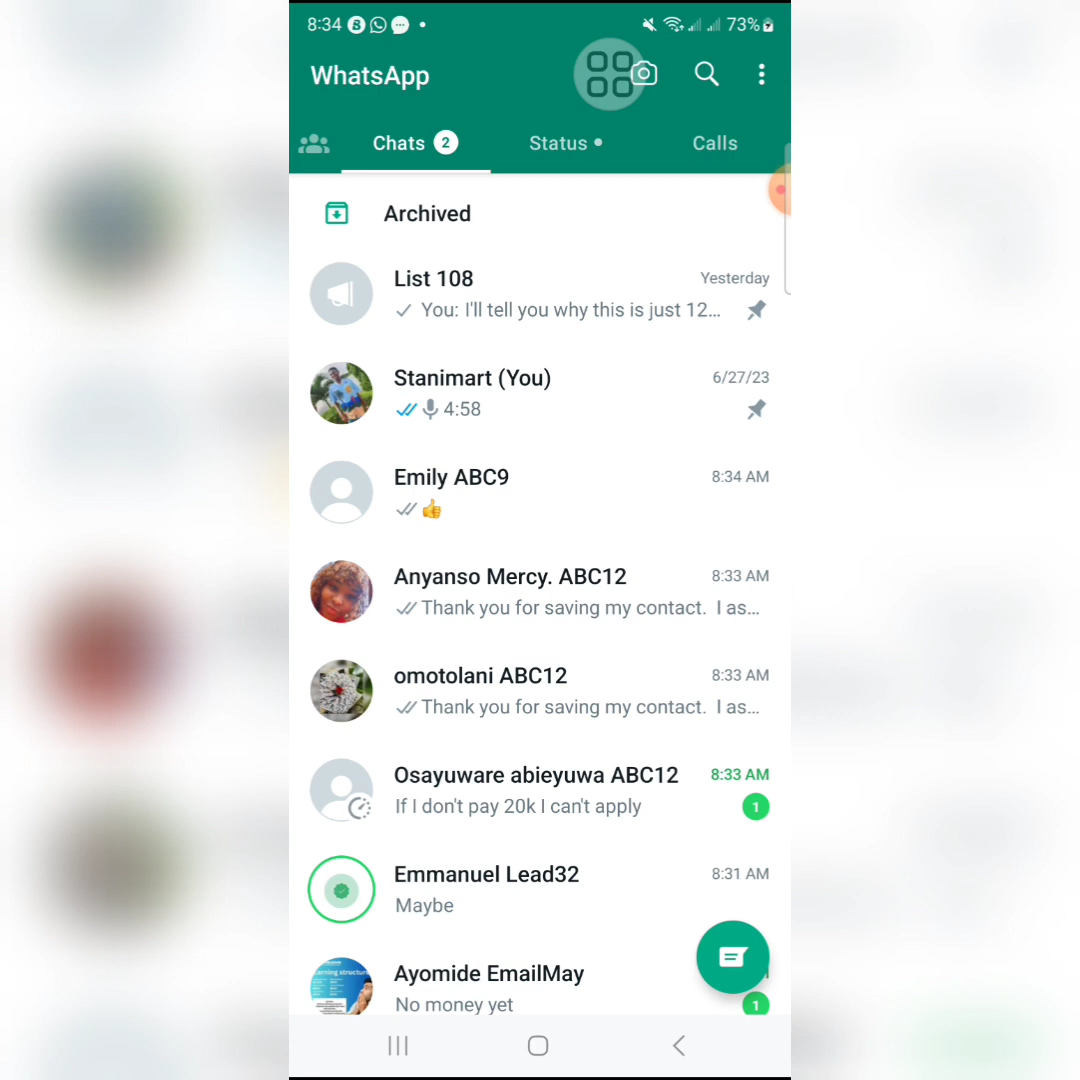 8:34
73%
WhatsApp
Chats 2
Status
Calls
Archived
List 108 Yesterday
You: I'll tell you why this is just 12...
Stanimart (You) 6/27/23
4:58
Emily ABC9 8:34 AM
👍
Anyanso Mercy. ABC12 8:33 AM
Thank you for saving my contact. I as...
omotolani ABC12 8:33 AM
Thank you for saving my contact. I as...
Osayuware abieyuwa ABC12 8:33 AM
If I don't pay 20k I can't apply 1
Emmanuel Lead32 8:31 AM
Maybe
Ayomide EmailMay
No money yet 1